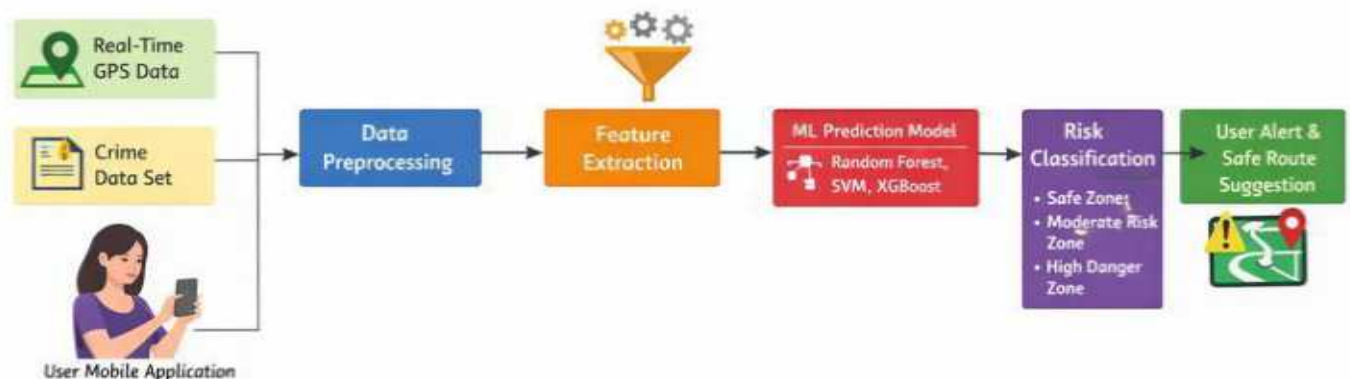 Real-Time
GPS Data
Crime
Data Set
User Mobile Application
Data
Preprocessing
Feature
Extraction
ML Prediction Model
Random Forest,
SVM, XGBoost
Risk
Classification
• Safe Zone
• Moderate Risk
Zone
• High Danger
Zone
User Alert &
Safe Route
Suggestion